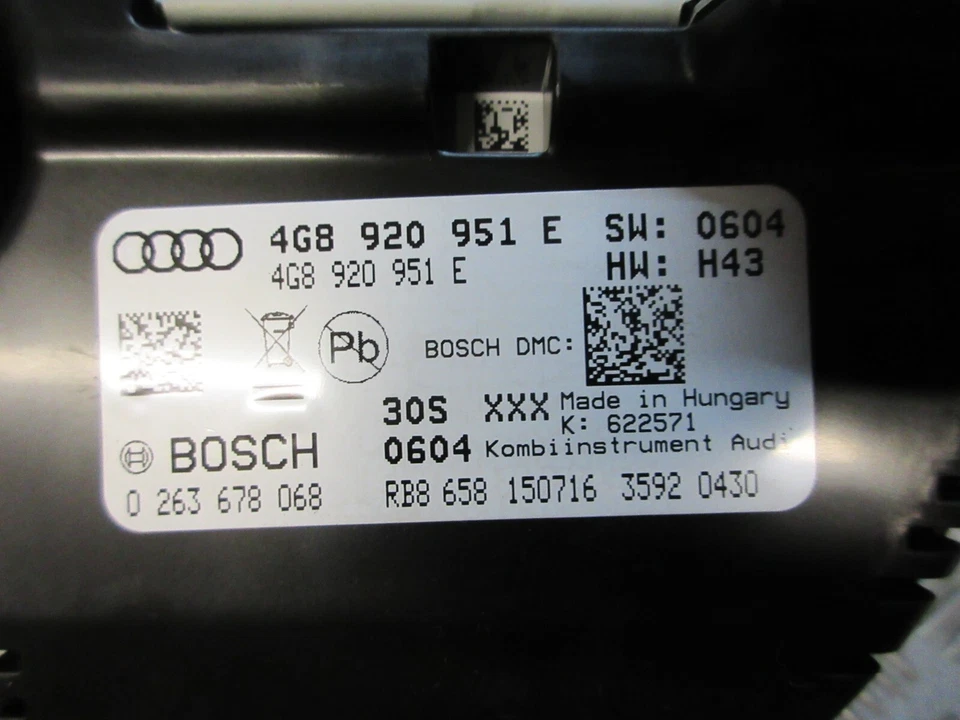 4G8 920 951 E SW: 0604
4G8 920 951 E HW: H43
Pb BOSCH DMC:
30S XXX Made in Hungary
K: 622571
BOSCH 0604 Kombiinstrument Audi
0 263 678 068 RB8 658 150716 3592 0430